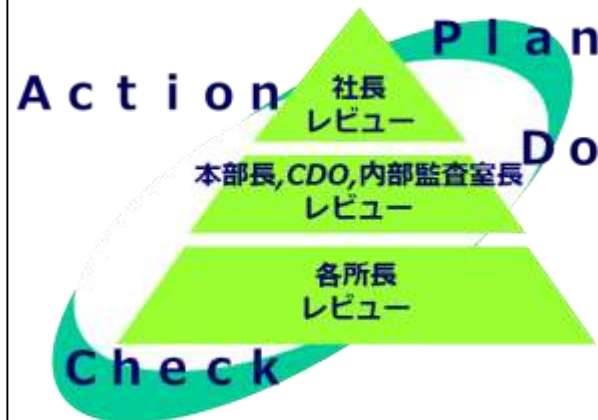 Plan
Action
社長
レビュー
Do
本部長,CDO,内部監査室長
レビュー
各所長
レビュー
Check